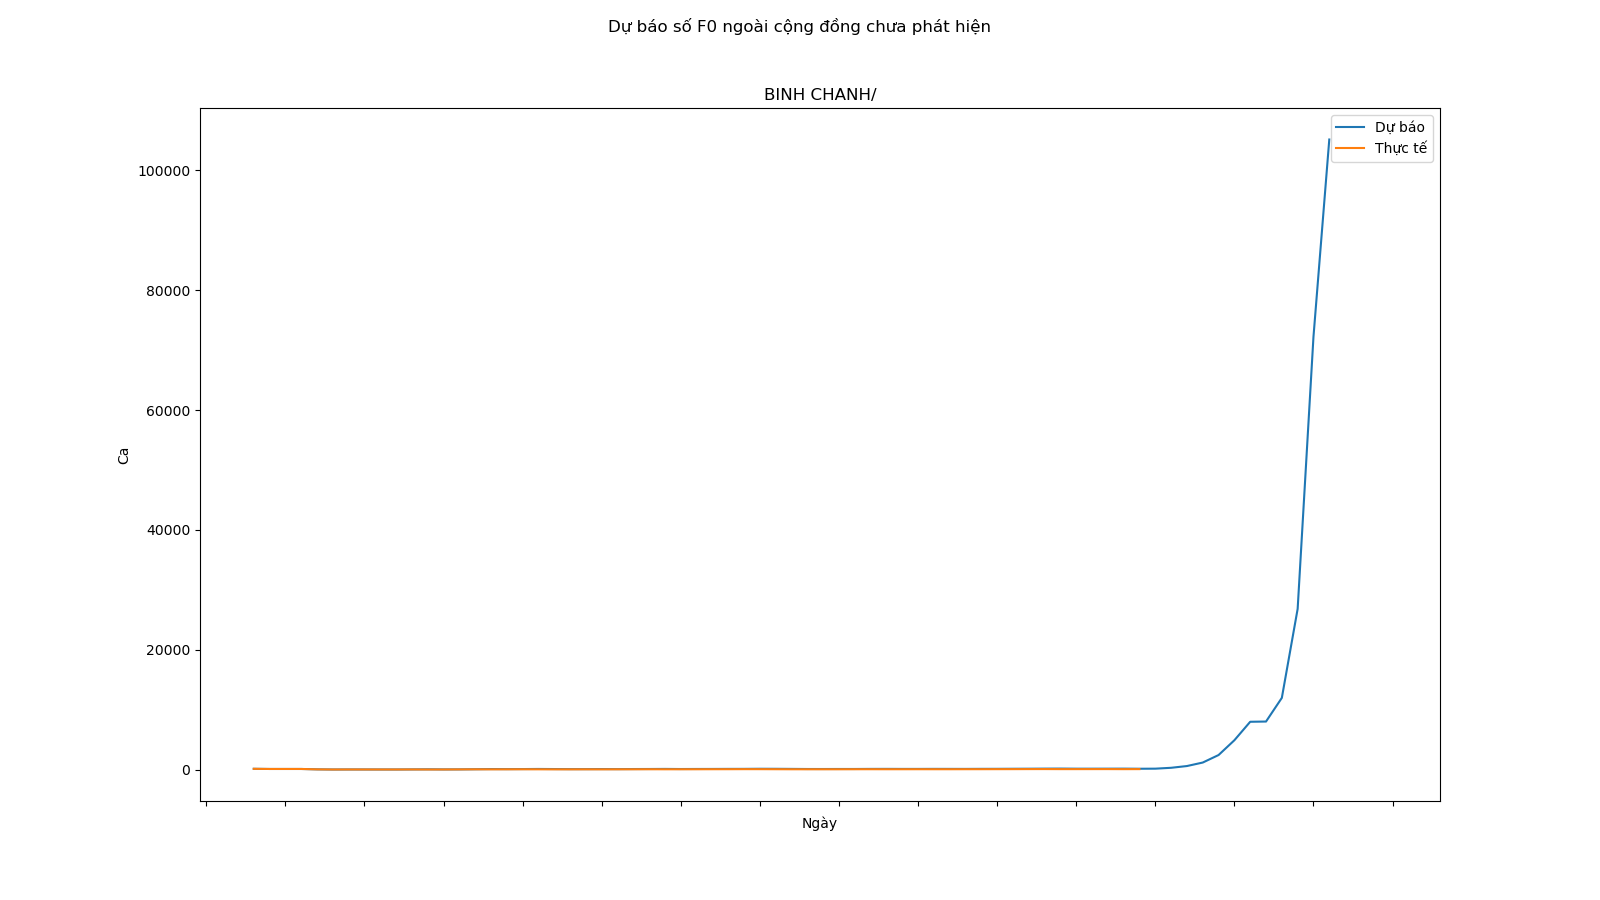 Dự báo số F0 ngoài cộng đồng chưa phát hiện
BINH CHANH/
Dự báo
Thực tế
100000
80000
60000
40000
20000
0
Ca
Ngày